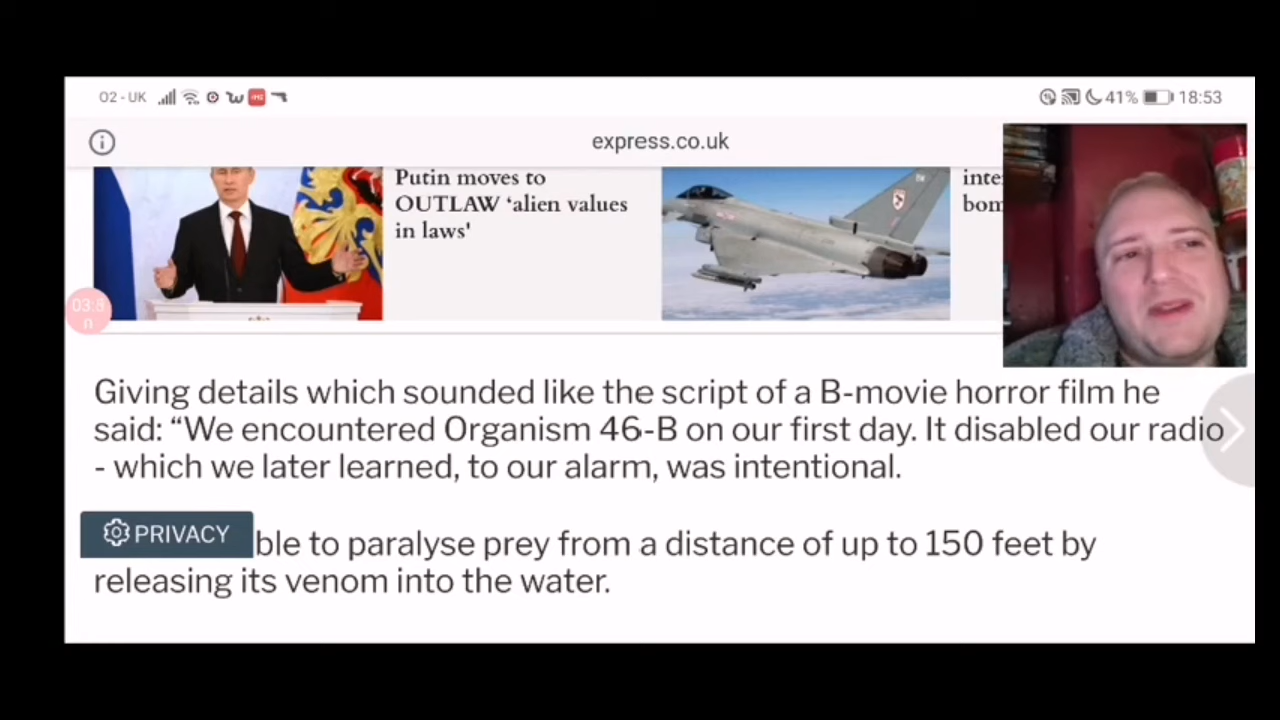 O2 - UK
41% 18:53
express.co.uk
Putin moves to
OUTLAW ‘alien values
in laws'
inte
bom
Giving details which sounded like the script of a B-movie horror film he
said: “We encountered Organism 46-B on our first day. It disabled our radio
- which we later learned, to our alarm, was intentional.
PRIVACY
ble to paralyse prey from a distance of up to 150 feet by
releasing its venom into the water.